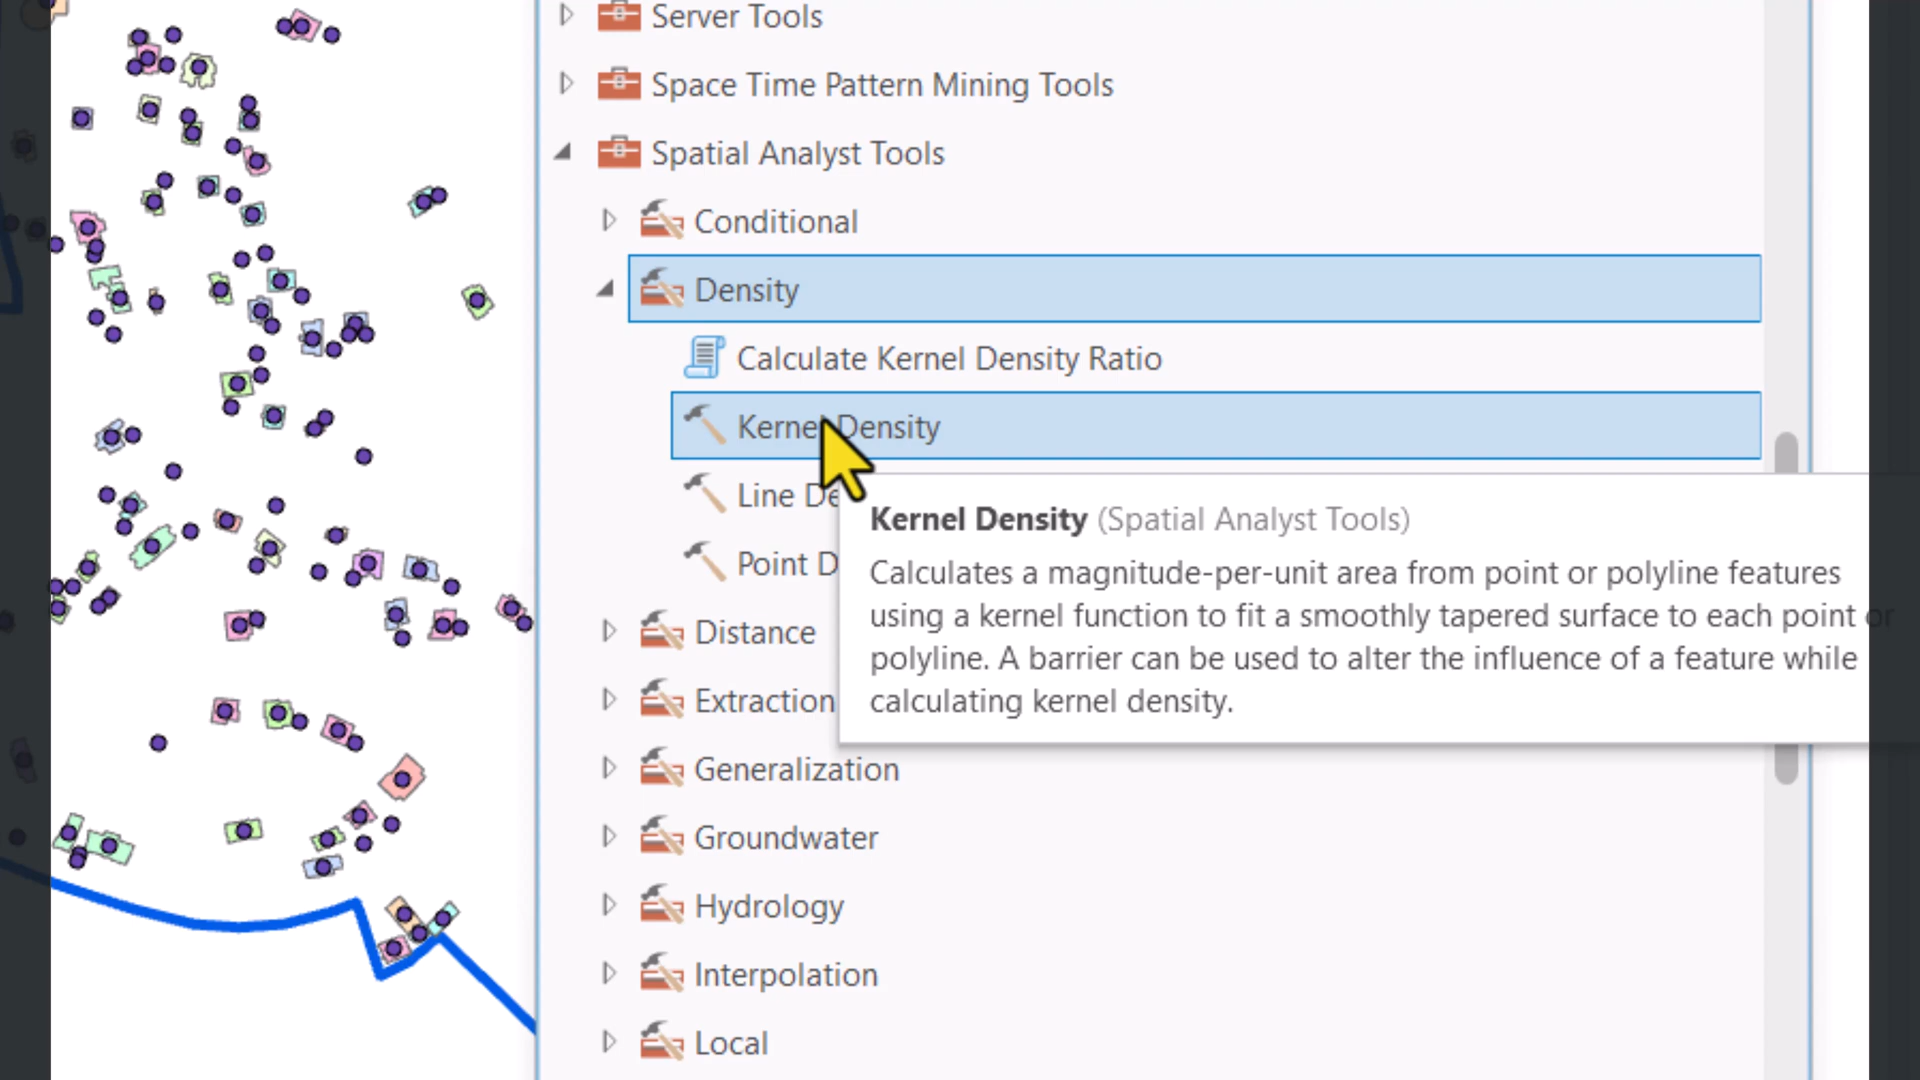 Server Tools
Space Time Pattern Mining Tools
Spatial Analyst Tools
Conditional
Density
Calculate Kernel Density Ratio
Kernel Density
Line
Point
Kernel Density (Spatial Analyst Tools)
Calculates a magnitude-per-unit area from point or polyline features
using a kernel function to fit a smoothly tapered surface to each point or
polyline. A barrier can be used to alter the influence of a feature while
calculating kernel density.
Distance
Extraction
Generalization
Groundwater
Hydrology
Interpolation
Local